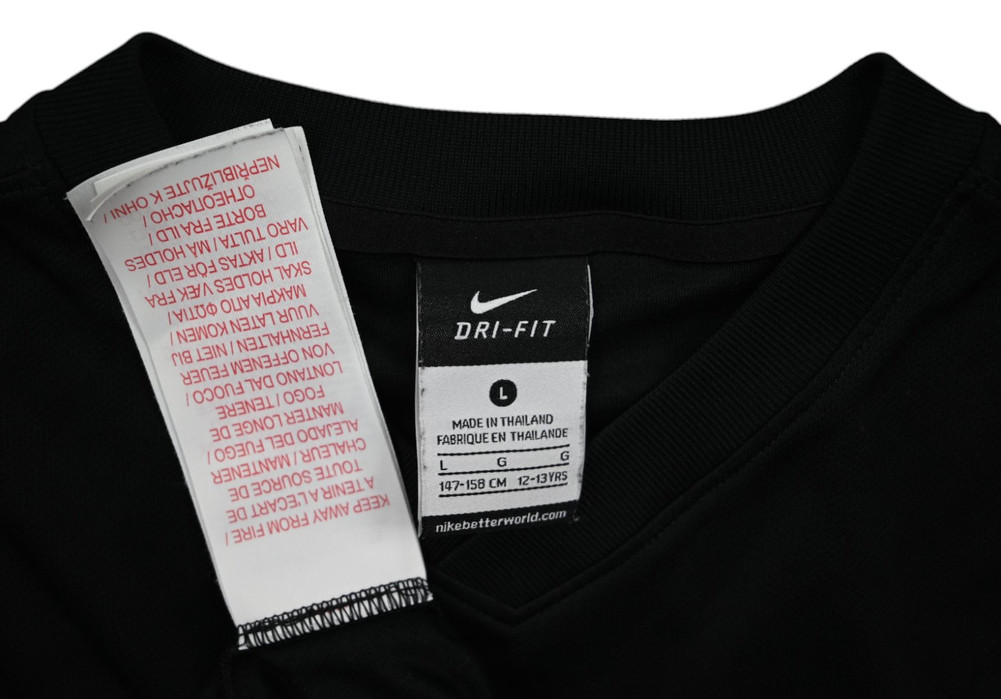 KEEP AWAY FROM FIRE /
A TENIR A L'ECART DE
TOUTE SOURCE DE
CHALEUR / MANTENER
ALEJADO DEL FUEGO /
MANTER LONGE DE
FOGO / TENERE
LONTANO DAL FUOCO /
VON OFFENEM FEUER
FERNHALTEN / NIET BIJ
VUUR LATEN KOMEN /
ΜΑΚΡΙΑ ΑΠΟ ΦΩΤΙΑ /
SKAL HOLDES VÆK FRA
ILD / AKTAS FÖR ELD /
VARO TULTA / MÅ HOLDES
BORTE FRA ILD /
ОГНЕОПАСНО /
NEPŘIBLIŽUJTE K OHNI /
DRI-FIT
L
MADE IN THAILAND
FABRIQUE EN THAILANDE
L G G
147-158 CM 12-13YRS
nikebetterworld.com